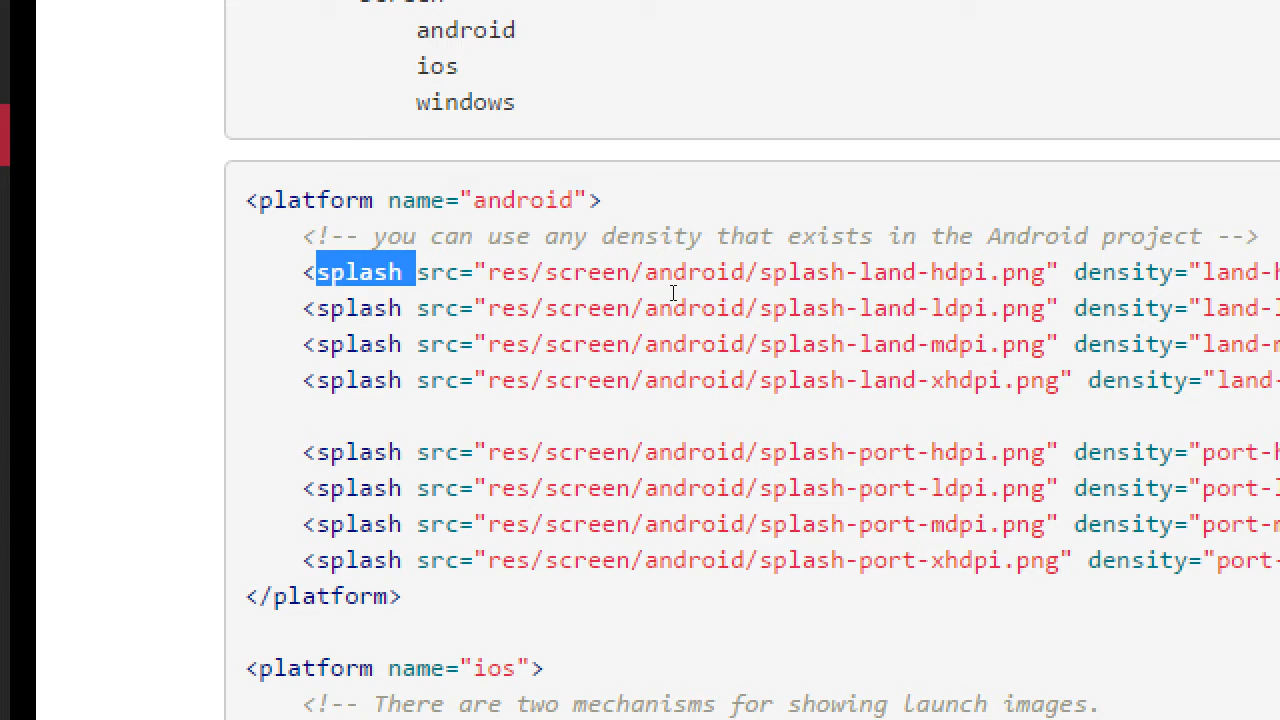 android
ios
windows
<platform name="android">
<!-- you can use any density that exists in the Android project -->
<splash src="res/screen/android/splash-land-hdpi.png" density="land-h
<splash src="res/screen/android/splash-land-ldpi.png" density="land-l
<splash src="res/screen/android/splash-land-mdpi.png" density="land-m
<splash src="res/screen/android/splash-land-xhdpi.png" density="land-
<splash src="res/screen/android/splash-port-hdpi.png" density="port-h
<splash src="res/screen/android/splash-port-ldpi.png" density="port-l
<splash src="res/screen/android/splash-port-mdpi.png" density="port-m
<splash src="res/screen/android/splash-port-xhdpi.png" density="port-
</platform>
<platform name="ios">
<!-- There are two mechanisms for showing launch images.